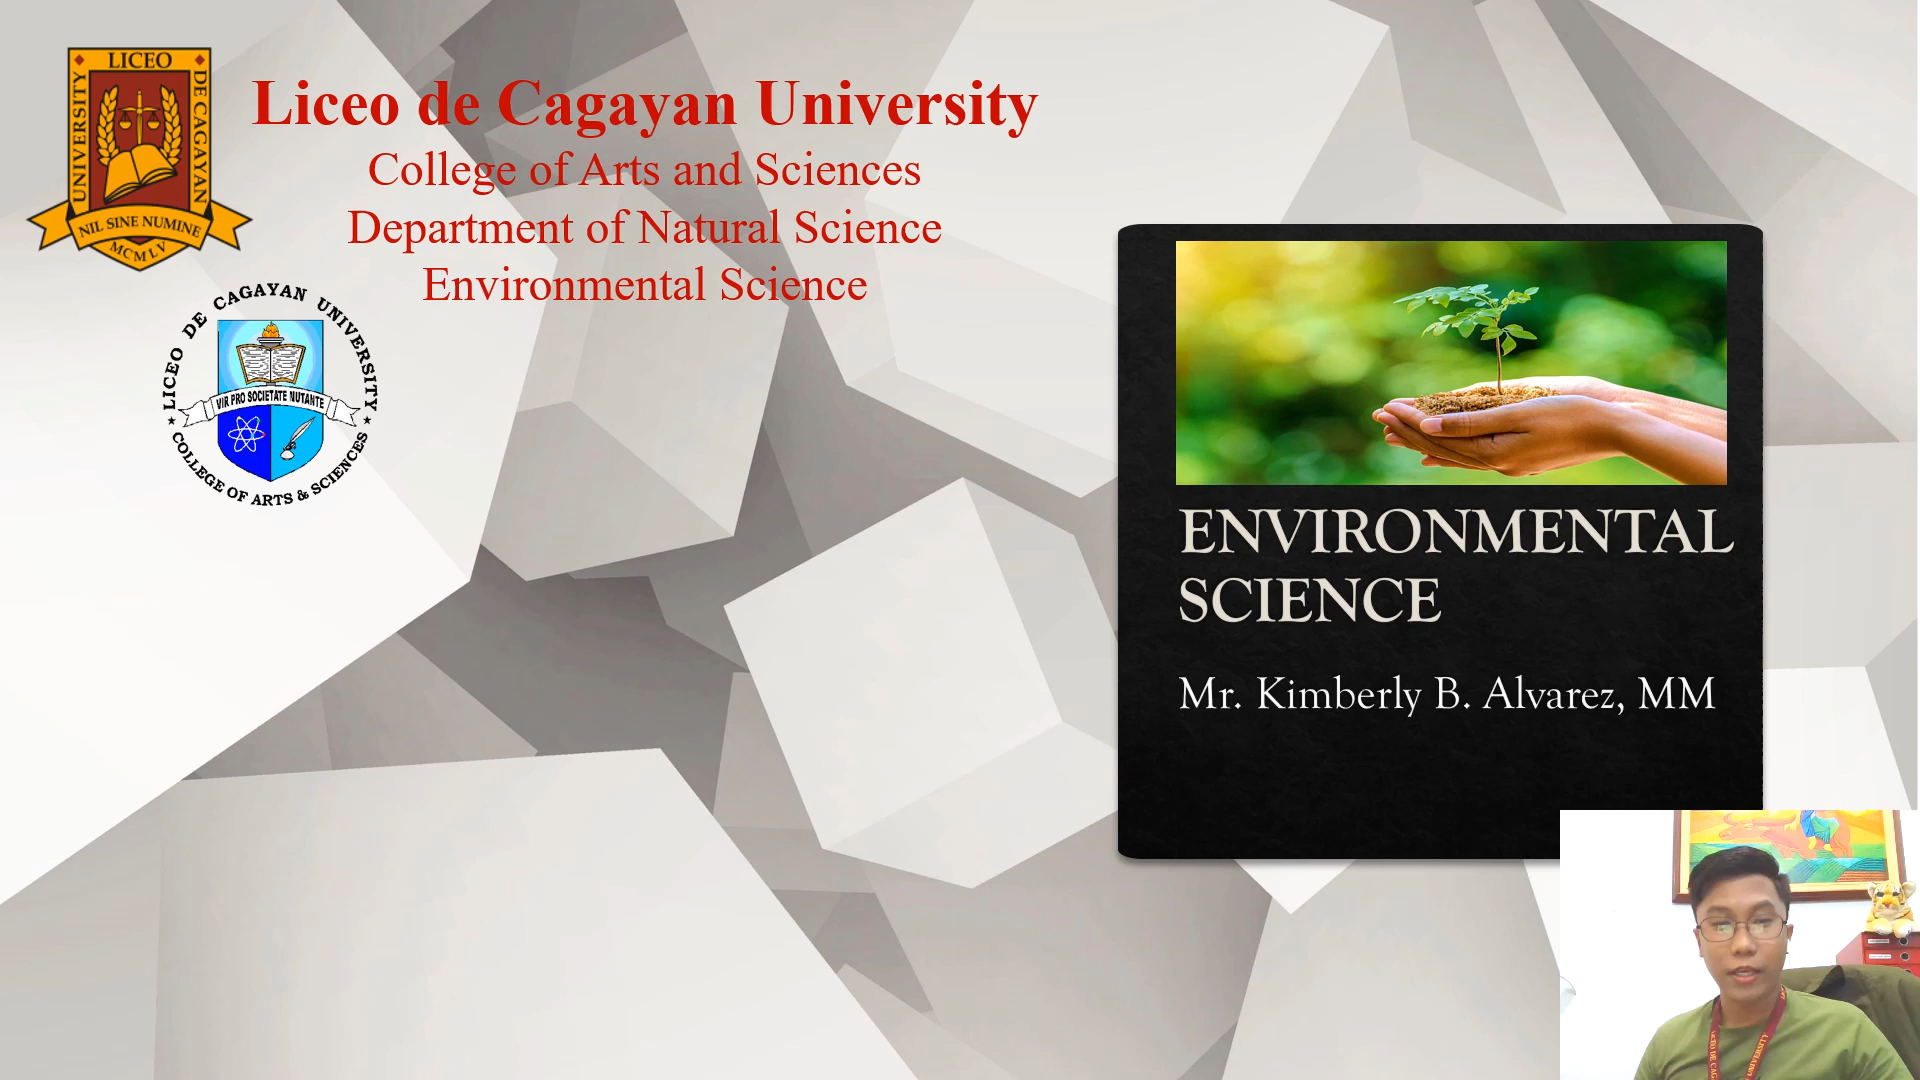 LICEO
UNIVERSITY
DE CAGAYAN
NIL SINE NUMINE
MCMLV
Liceo de Cagayan University
College of Arts and Sciences
Department of Natural Science
Environmental Science
LICEO DE CAGAYAN UNIVERSITY
VIR PRO SOCIETATE NUTANTE
COLLEGE OF ARTS & SCIENCES
ENVIRONMENTAL
SCIENCE
Mr. Kimberly B. Alvarez, MM